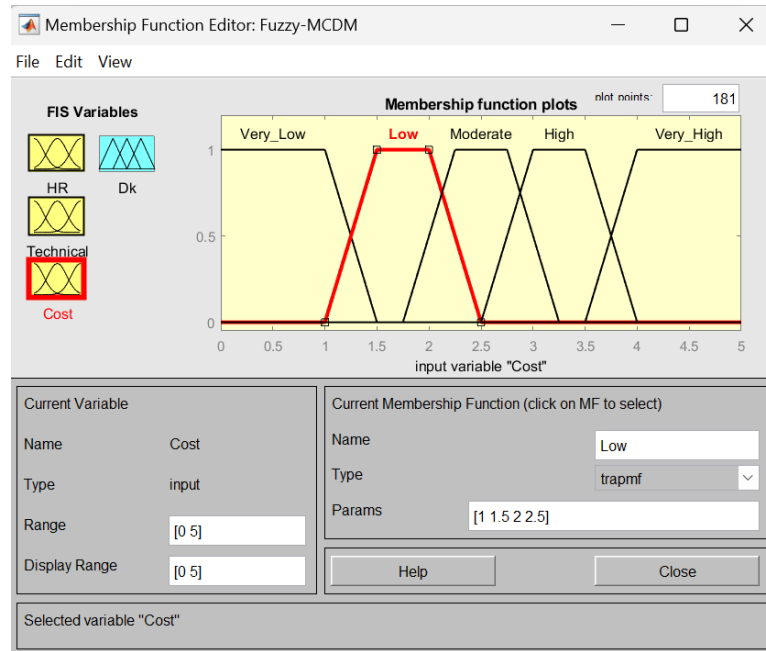 Membership Function Editor: Fuzzy-MCDM
File Edit View
FIS Variables
HR
Dk
Technical
Cost
Membership function plots
plot points:
181
Very_Low
Low
Moderate
High
Very_High
1
0.5
0
0 0.5 1 1.5 2 2.5 3 3.5 4 4.5 5
input variable "Cost"
Current Variable
Name Cost
Type input
Range [0 5]
Display Range [0 5]
Current Membership Function (click on MF to select)
Name Low
Type trapmf
Params [1 1.5 2 2.5]
Help
Close
Selected variable "Cost"